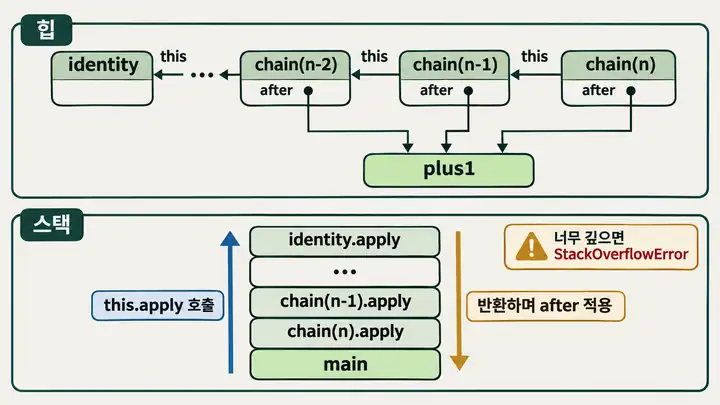 힙
identity
this
•••
chain(n-2)
after
this
chain(n-1)
after
this
chain(n)
after
plus1
스택
this.apply 호출
identity.apply
•••
chain(n-1).apply
chain(n).apply
main
반환하며 after 적용
너무 깊으면
StackOverflowError